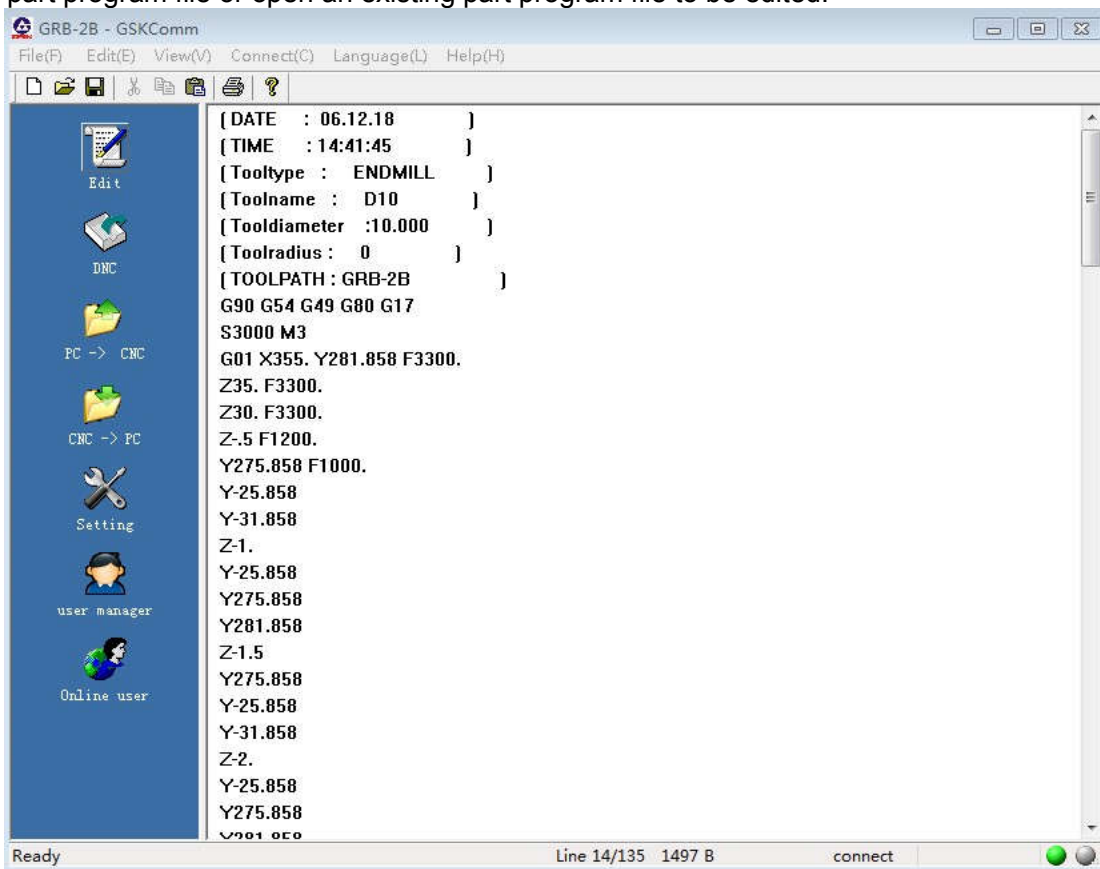 part program file or open an existing part program file to be edited.
GRB-2B - GSKComm
File(F) Edit(E) View(V) Connect(C) Language(L) Help(H)
Edit
DNC
PC -> CNC
CNC -> PC
Setting
user manager
Online user
(DATE : 06.12.18 )
(TIME : 14:41:45 )
(Tooltype : ENDMILL )
(Toolname : D10 )
(Tooldiameter :10.000 )
(Toolradius : 0 )
(TOOLPATH : GRB-2B )
G90 G54 G49 G80 G17
S3000 M3
G01 X355. Y281.858 F3300.
Z35. F3300.
Z30. F3300.
Z-.5 F1200.
Y275.858 F1000.
Y-25.858
Y-31.858
Z-1.
Y-25.858
Y275.858
Y281.858
Z-1.5
Y275.858
Y-25.858
Y-31.858
Z-2.
Y-25.858
Y275.858
Y281.858
Ready Line 14/135 1497 B connect